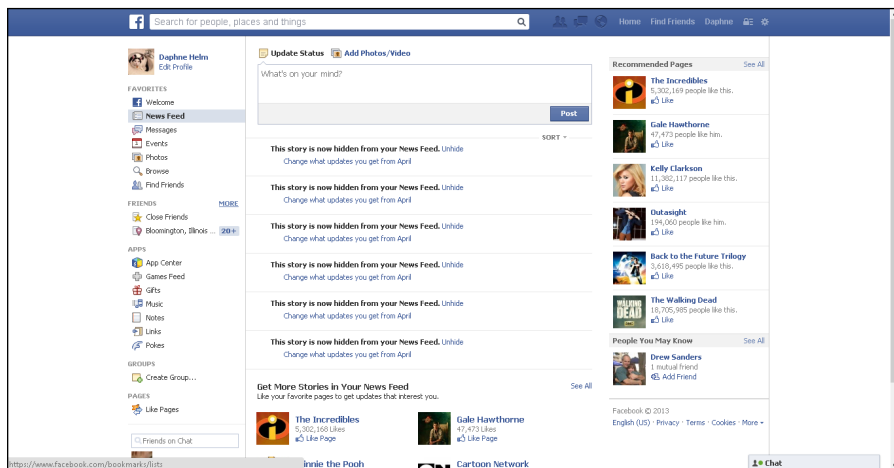 Search for people, places and things
Home Find Friends Daphne
Daphne Helm
Edit Profile
FAVORITES
Welcome
News Feed
Messages
Events
Photos
Browse
Find Friends
FRIENDS MORE
Close Friends
Bloomington, Illinois ... 20+
APPS
App Center
Games Feed
Gifts
Music
Notes
Links
Pokes
GROUPS
Create Group...
PAGES
Like Pages
Friends on Chat
https://www.facebook.com/bookmarks/lists
Update Status Add Photos/Video
What's on your mind?
Post
SORT
This story is now hidden from your News Feed. Unhide
Change what updates you get from April
This story is now hidden from your News Feed. Unhide
Change what updates you get from April
This story is now hidden from your News Feed. Unhide
Change what updates you get from April
This story is now hidden from your News Feed. Unhide
Change what updates you get from April
This story is now hidden from your News Feed. Unhide
Change what updates you get from April
This story is now hidden from your News Feed. Unhide
Change what updates you get from April
Get More Stories in Your News Feed See All
Like your favorite pages to get updates that interest you.
The Incredibles
5,302,168 Likes
Like Page
Gale Hawthorne
47,473 Likes
Like Page
the Pooh
Cartoon Network
Recommended Pages See All
The Incredibles
5,302,169 people like this.
Like
Gale Hawthorne
47,473 people like him.
Like
Kelly Clarkson
11,382,117 people like this.
Like
Outasight
194,060 people like this.
Like
Back to the Future Trilogy
3,618,495 people like this.
Like
The Walking Dead
18,705,985 people like this.
Like
People You May Know See All
Drew Sanders
1 mutual friend
Add Friend
Facebook © 2013
English (US) · Privacy · Terms · Cookies · More
Chat